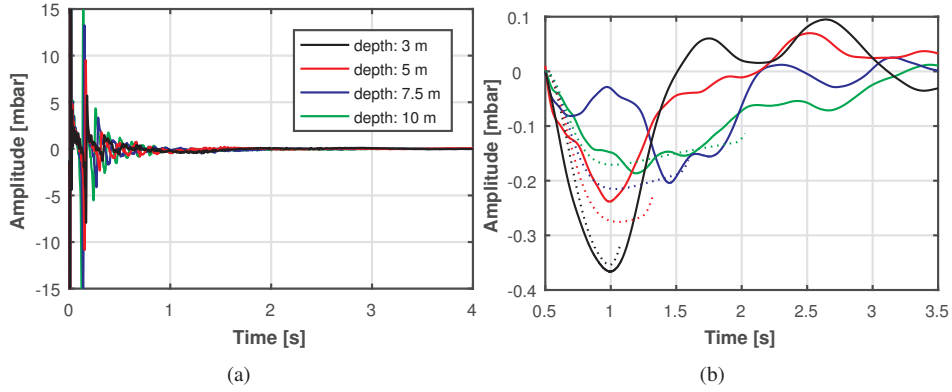 15
10
5
0
-5
-10
-15
Amplitude [mbar]
depth: 3 m
depth: 5 m
depth: 7.5 m
depth: 10 m
0
1
2
3
4
Time [s]
(a)
0.1
0
-0.1
-0.2
-0.3
-0.4
Amplitude [mbar]
0.5
1
1.5
2
2.5
3
3.5
Time [s]
(b)